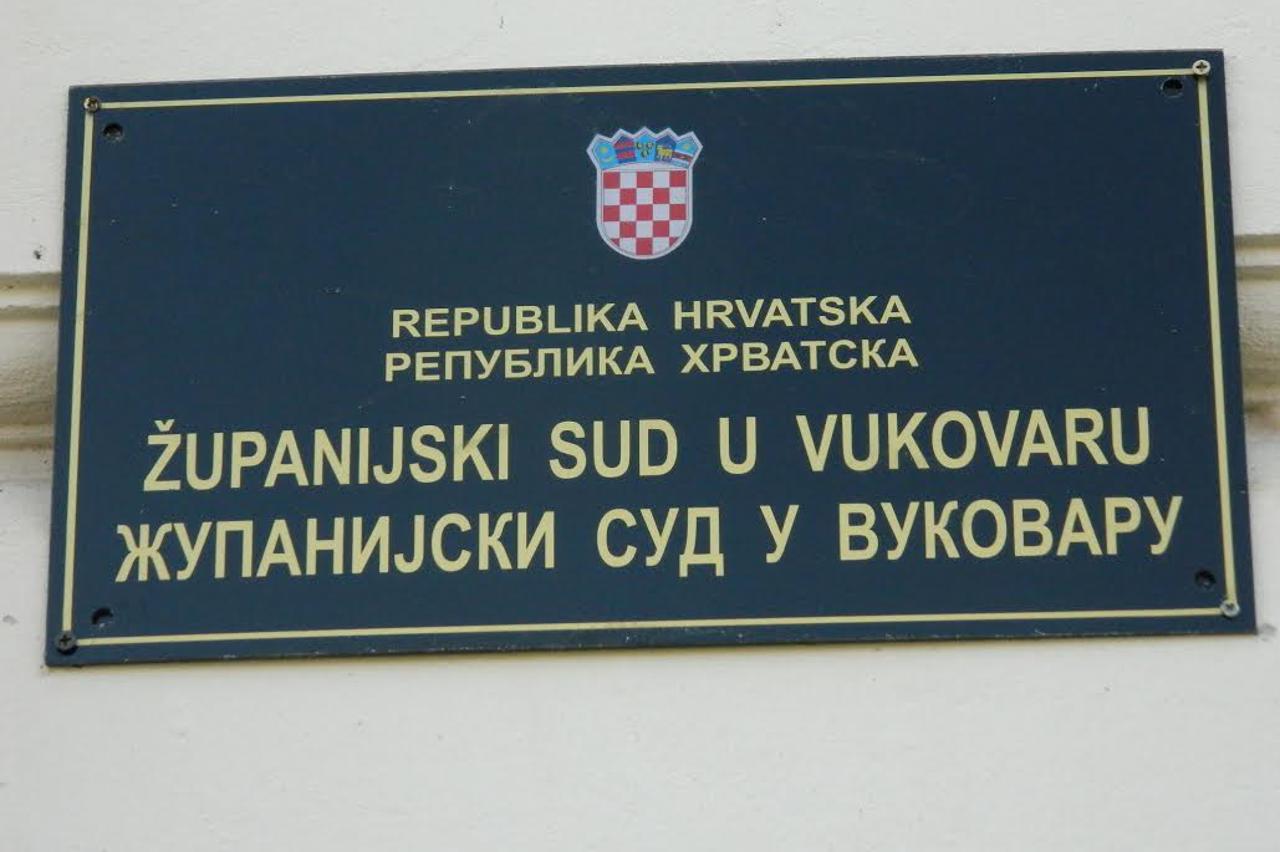 REPUBLIKA HRVATSKA
РЕПУБЛИКА ХРВАТСКА
ŽUPANIJSKI SUD U VUKOVARU
ЖУПАНИЈСКИ СУД У ВУКОВАРУ